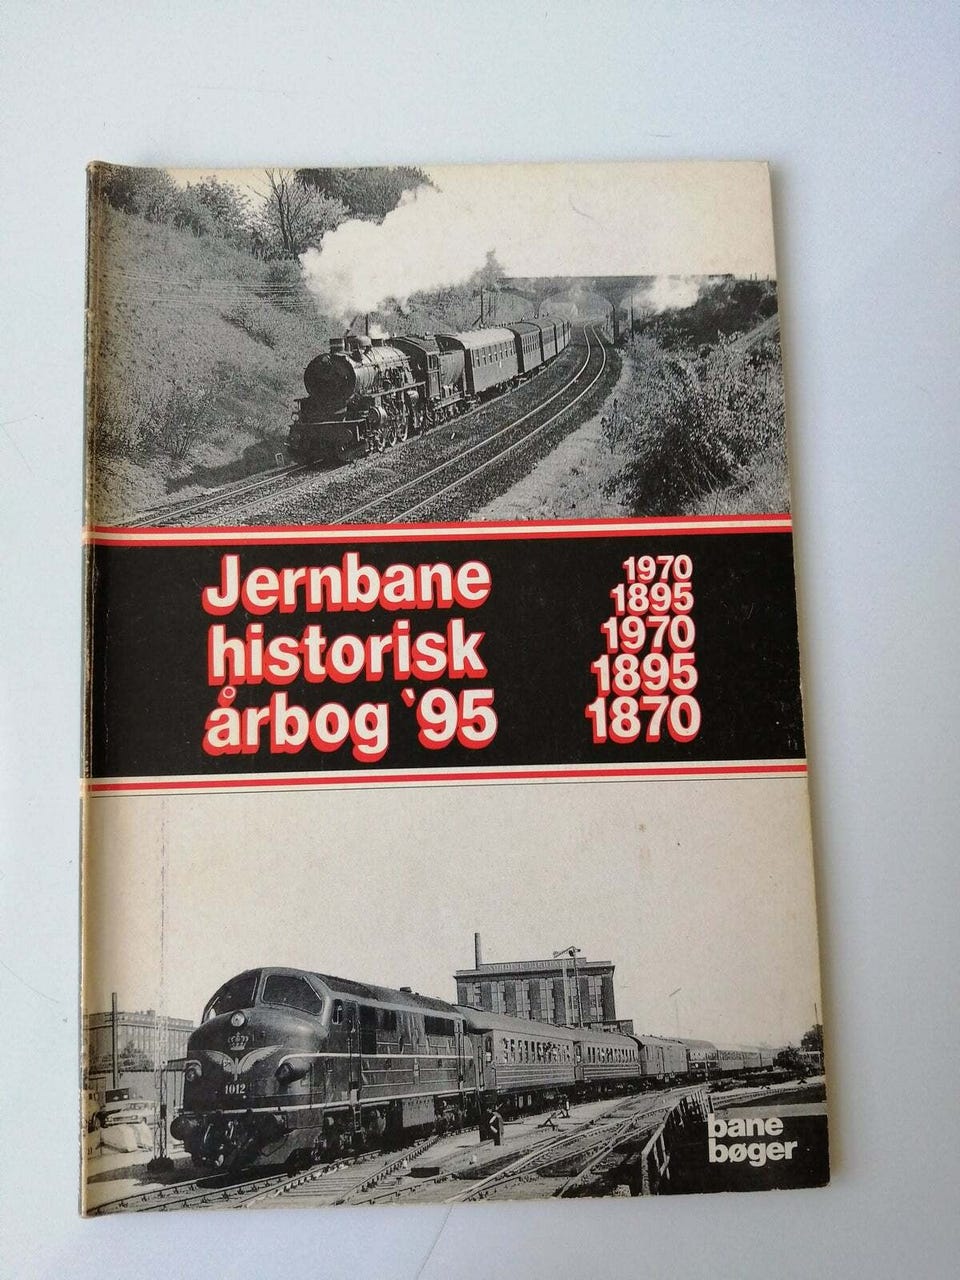 Jernbane
historisk
årbog `95
1970
1895
1970
1895
1870
1012
bane
bøger